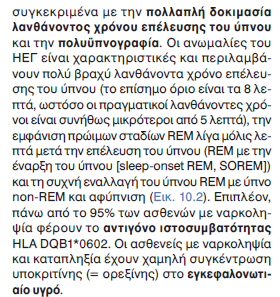 συγκεκριμένα με την πολλαπλή δοκιμασία
λανθάνοντος χρόνου επέλευσης του ύπνου
και την πολυϋπνογραφία. Οι ανωμαλίες του
ΗΕΓ είναι χαρακτηριστικές και περιλαμβά-
νουν πολύ βραχύ λανθάνοντα χρόνο επέλευ-
σης του ύπνου (το επίσημο όριο είναι τα 8 λε-
πτά, ωστόσο οι πραγματικοί λανθάνοντες χρό-
νοι είναι συνήθως μικρότεροι από 5 λεπτά), την
εμφάνιση πρώιμων σταδίων REM λίγα μόλις λε-
πτά μετά την επέλευση του ύπνου (REM με την
έναρξη του ύπνου [sleep-onset REM, SOREM])
και τη συχνή εναλλαγή του ύπνου REM με ύπνο
non-REM και αφύπνιση (Εικ. 10.2). Επιπλέον,
πάνω από το 95% των ασθενών με ναρκολη-
ψία φέρουν το αντιγόνο ιστοσυμβατότητας
HLA DQB1*0602. Οι ασθενείς με ναρκοληψία
και καταπληξία έχουν χαμηλή συγκέντρωση
υποκριτίνης (= ορεξίνης) στο εγκεφαλονωτι-
αίο υγρό.